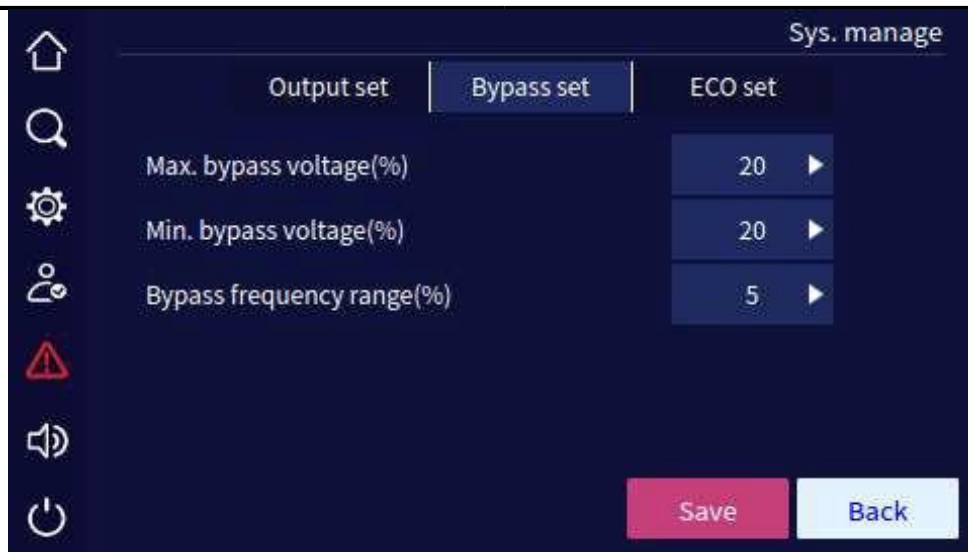 Sys. manage
Output set Bypass set ECO set
Max. bypass voltage(%) 20
Min. bypass voltage(%) 20
Bypass frequency range(%) 5
Save Back